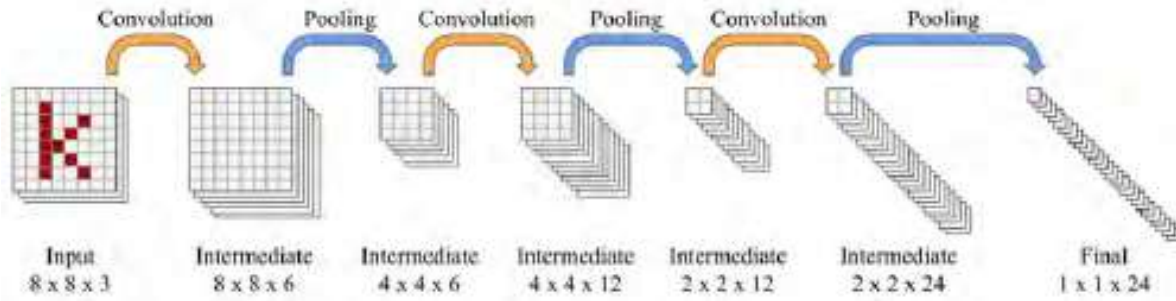 Convolution Pooling Convolution Pooling Convolution Pooling
k
Input Intermediate Intermediate Intermediate Intermediate Intermediate Final
8 x 8 x 3 8 x 8 x 6 4 x 4 x 6 4 x 4 x 12 2 x 2 x 12 2 x 2 x 24 1 x 1 x 24